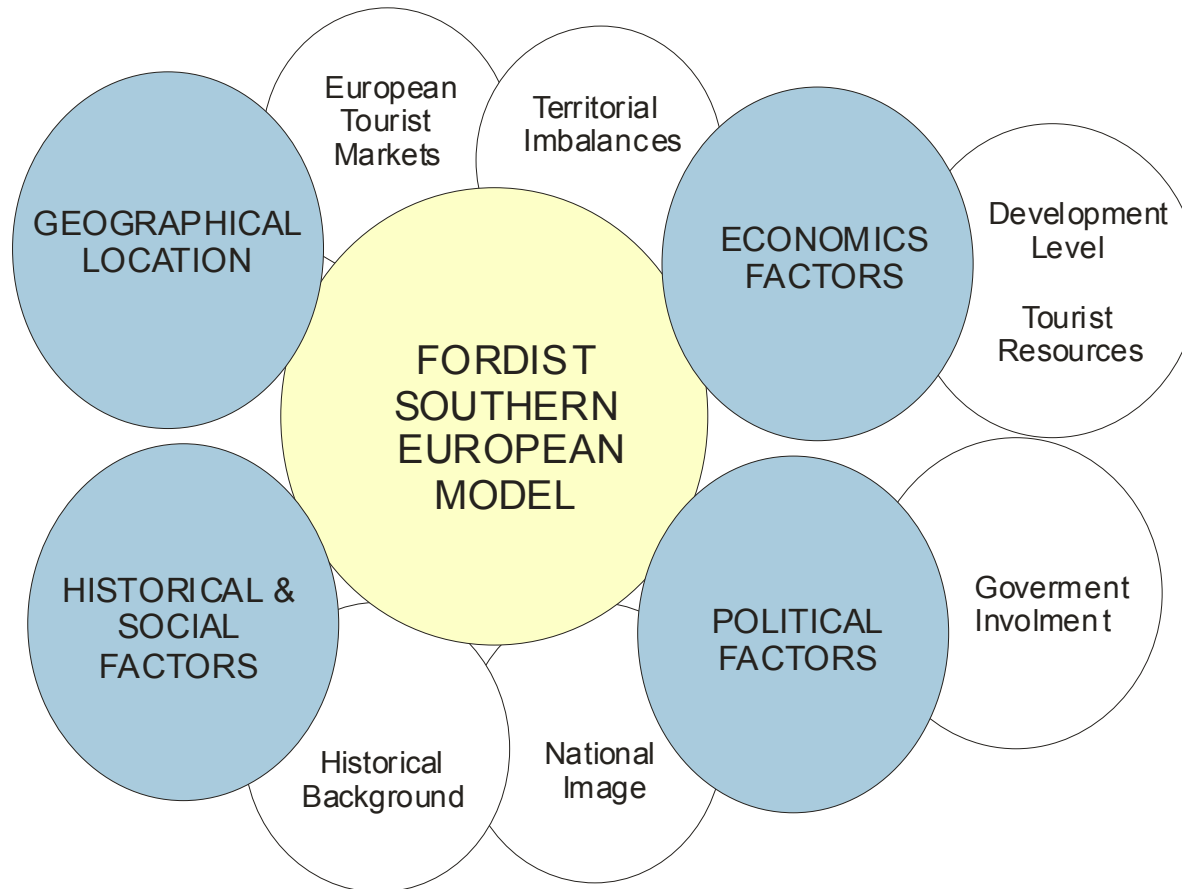 European
Tourist
Markets
Territorial
Imbalances
GEOGRAPHICAL
LOCATION
ECONOMICS
FACTORS
Development
Level
Tourist
Resources
FORDIST
SOUTHERN
EUROPEAN
MODEL
HISTORICAL &
SOCIAL
FACTORS
POLITICAL
FACTORS
Goverment
Involment
Historical
Background
National
Image